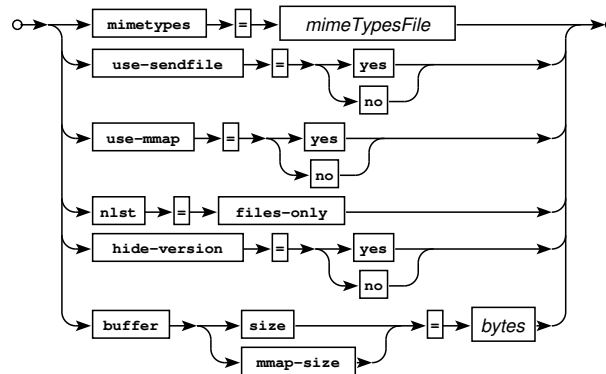 mimetypes = mimeTypesFile
use-sendfile = yes
no
use-mmap = yes
no
nlst = files-only
hide-version = yes
no
buffer size = bytes
mmap-size